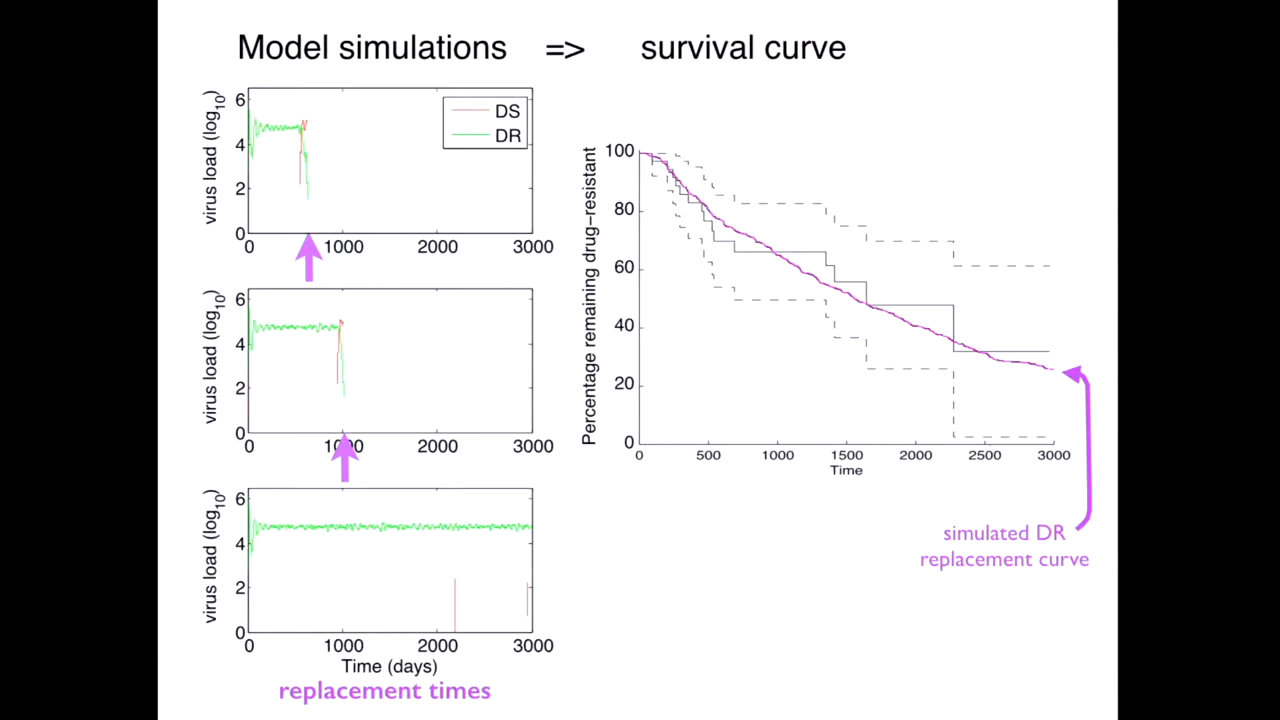 Model simulations => survival curve
virus load (log10)
6
4
2
0
DS
DR
0 1000 2000 3000
virus load (log10)
6
4
2
0
0 1000 2000 3000
virus load (log10)
6
4
2
0
0 1000 2000 3000
Time (days)
replacement times
Percentage remaining drug-resistant
100
80
60
40
20
0
0 500 1000 1500 2000 2500 3000
Time
simulated DR
replacement curve